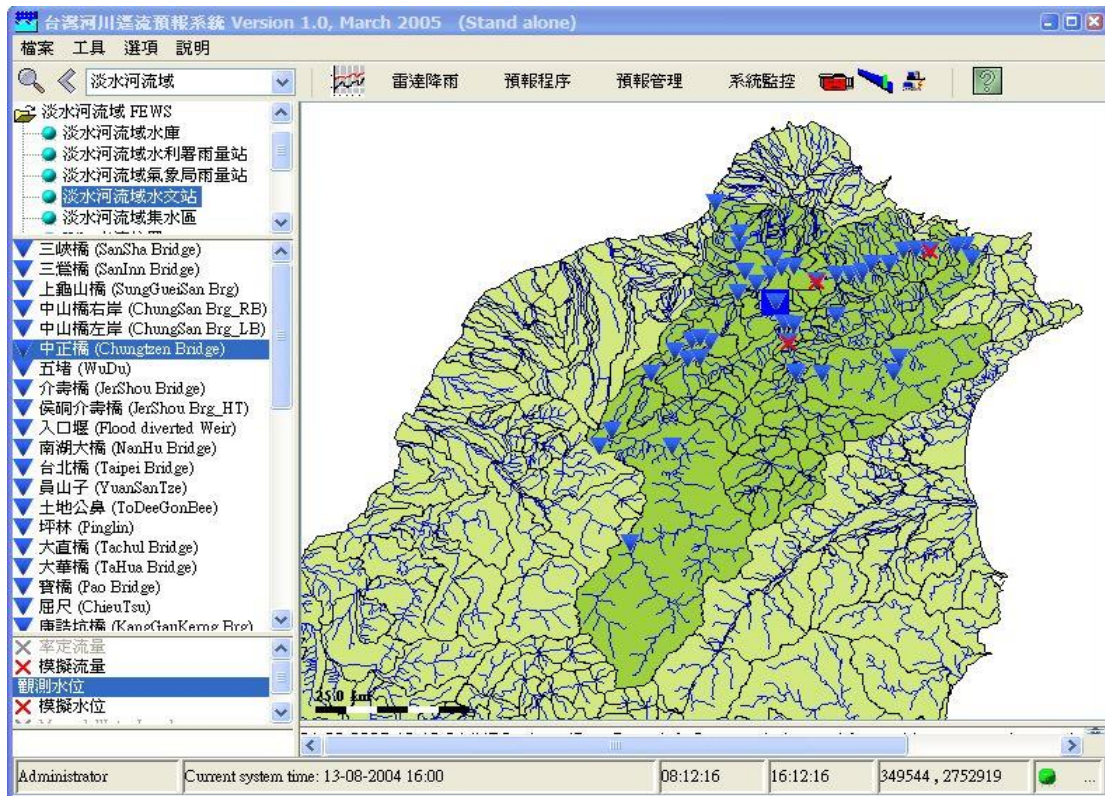 台灣河川逕流預報系統 Version 1.0, March 2005 (Stand alone)
檔案 工具 選項 說明
淡水河流域 雷達降雨 預報程序 預報管理 系統監控
淡水河流域 FEWS
淡水河流域水庫
淡水河流域水利署雨量站
淡水河流域氣象局雨量站
淡水河流域水文站
淡水河流域集水區
三峽橋 (SanSha Bridge)
三鶯橋 (SanInn Bridge)
上龜山橋 (SungGueiSan Brg)
中山橋右岸 (ChungSan Brg_RB)
中山橋左岸 (ChungSan Brg_LB)
中正橋 (Chungtzen Bridge)
五堵 (WuDu)
介壽橋 (JerShou Bridge)
侯硐介壽橋 (JerShou Brg_HT)
入口堰 (Flood diverted Weir)
南湖大橋 (NanHu Bridge)
台北橋 (Taipei Bridge)
員山子 (YuanSanTze)
土地公鼻 (ToDeeGonBee)
坪林 (Pinglin)
大直橋 (Tachul Bridge)
大華橋 (TaHua Bridge)
寶橋 (Pao Bridge)
屈尺 (ChieuTsu)
康誥坑橋 (KangGanKerng Brg)
率定流量
模擬流量
觀測水位
模擬水位
25.0 km
Administrator Current system time: 13-08-2004 16:00 08:12:16 16:12:16 349544 , 2752919 ...